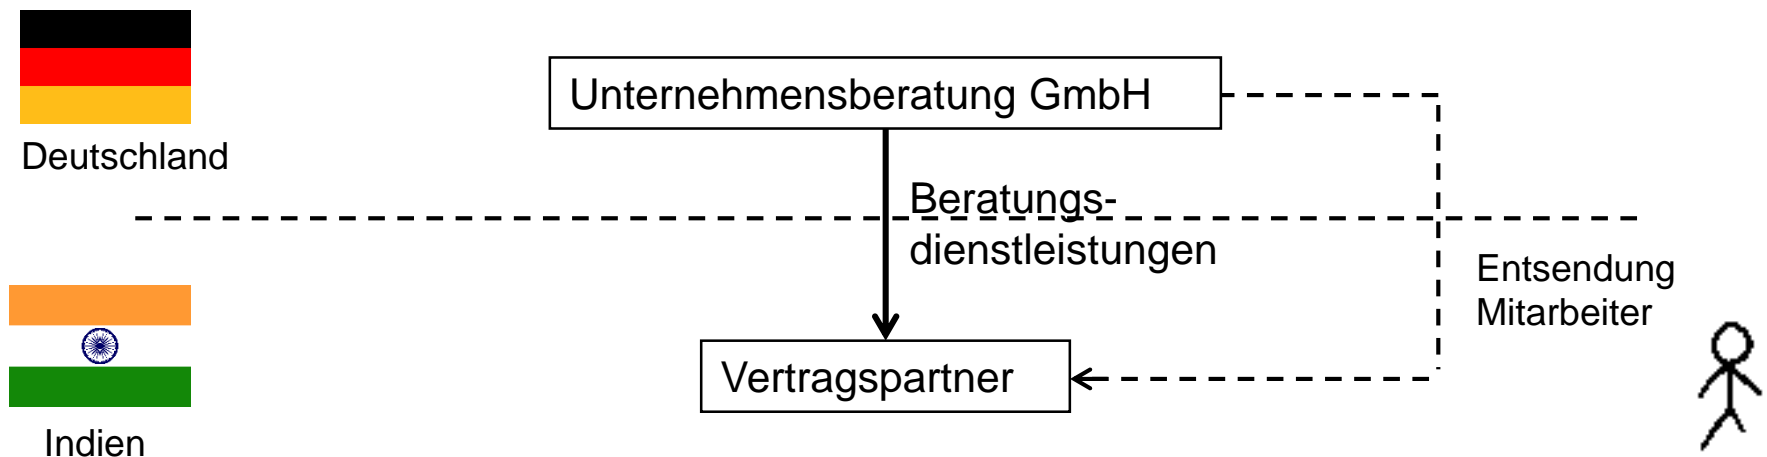 Unternehmensberatung GmbH
Deutschland
Beratungs-
dienstleistungen
Entsendung
Mitarbeiter
Vertragspartner
Indien